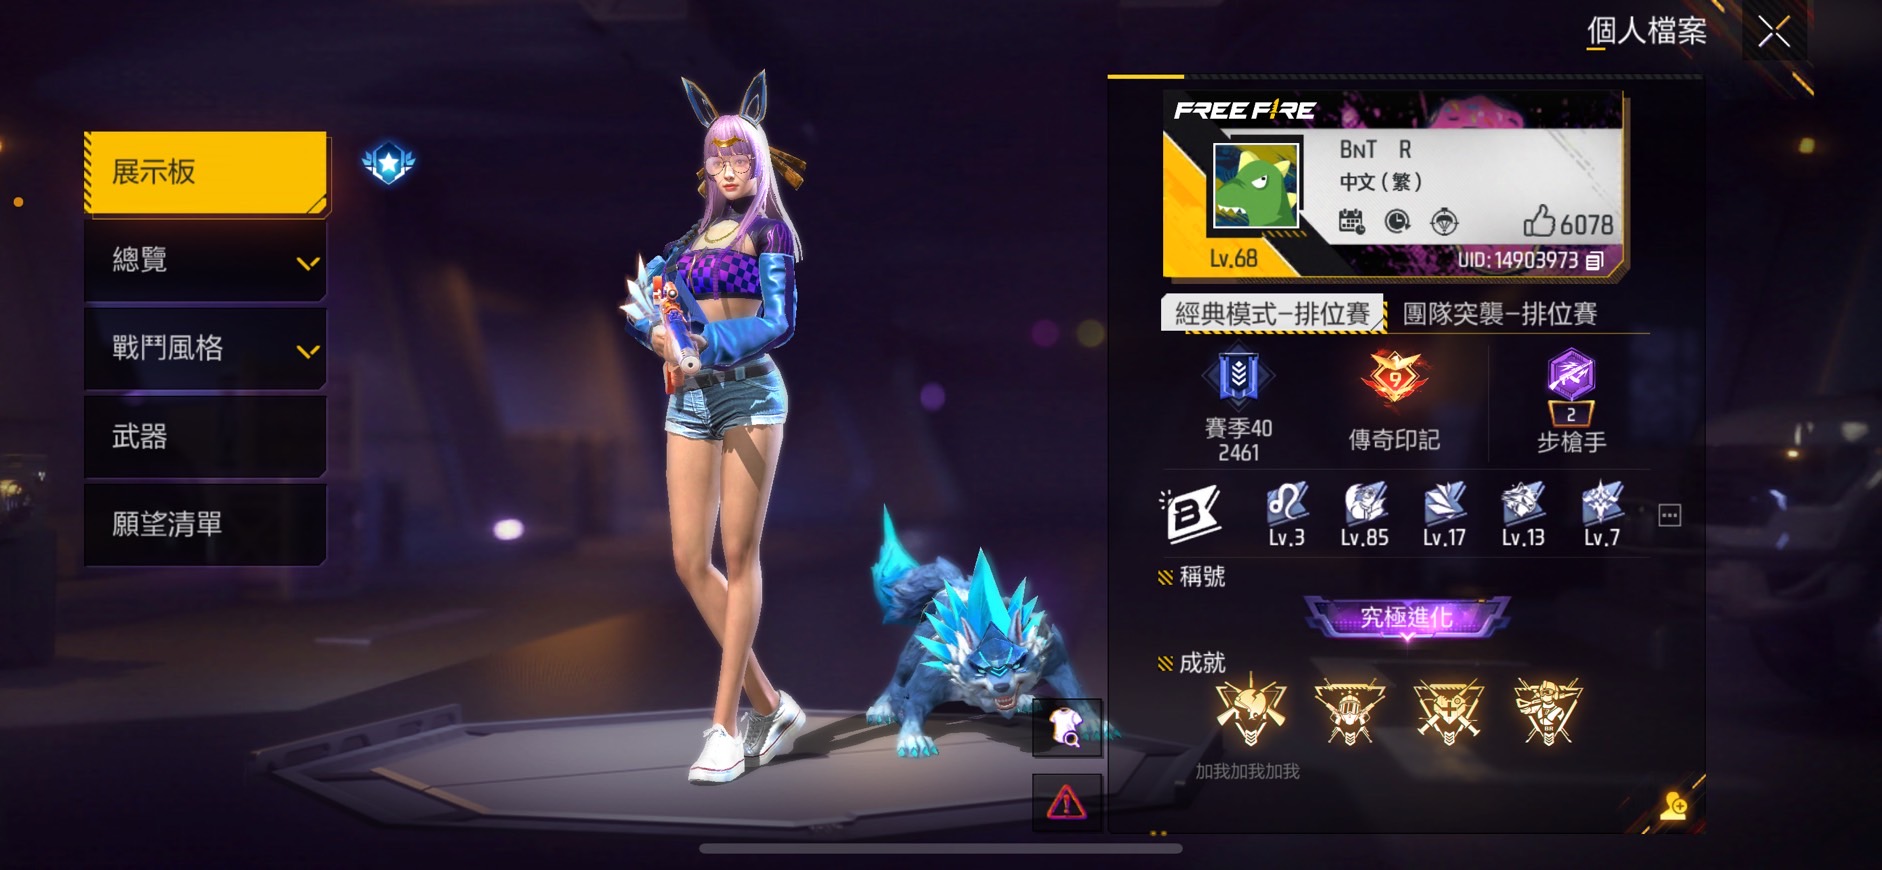 個人檔案
展示板
總覽
戰鬥風格
武器
願望清單
FREE FIRE
BNT R
中文(繁)
6078
Lv.68
UID:14903973
經典模式-排位賽
團隊突襲-排位賽
9
2
賽季40
2461
傳奇印記
步槍手
B
Lv.3
Lv.85
Lv.17
Lv.13
Lv.7
稱號
究極進化
成就
加我加我加我